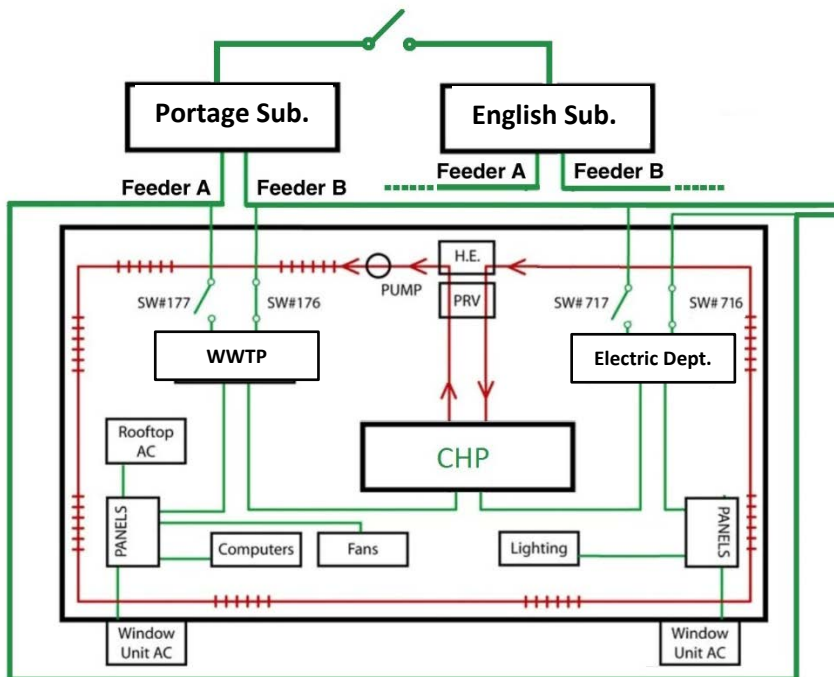 Portage Sub.
English Sub.
Feeder A
Feeder B
Feeder A
Feeder B
H.E.
PRV
PUMP
SW#177
SW#176
SW#717
SW#716
WWTP
Electric Dept.
CHP
Rooftop
AC
PANELS
Computers
Fans
Lighting
PANELS
Window
Unit AC
Window
Unit AC